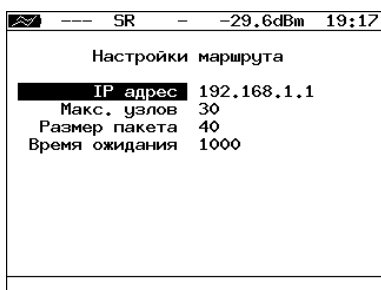 --- SR - -29.6dBm 19:17
Настройки маршрута
IP адрес 192.168.1.1
Макс. узлов 30
Размер пакета 40
Время ожидания 1000